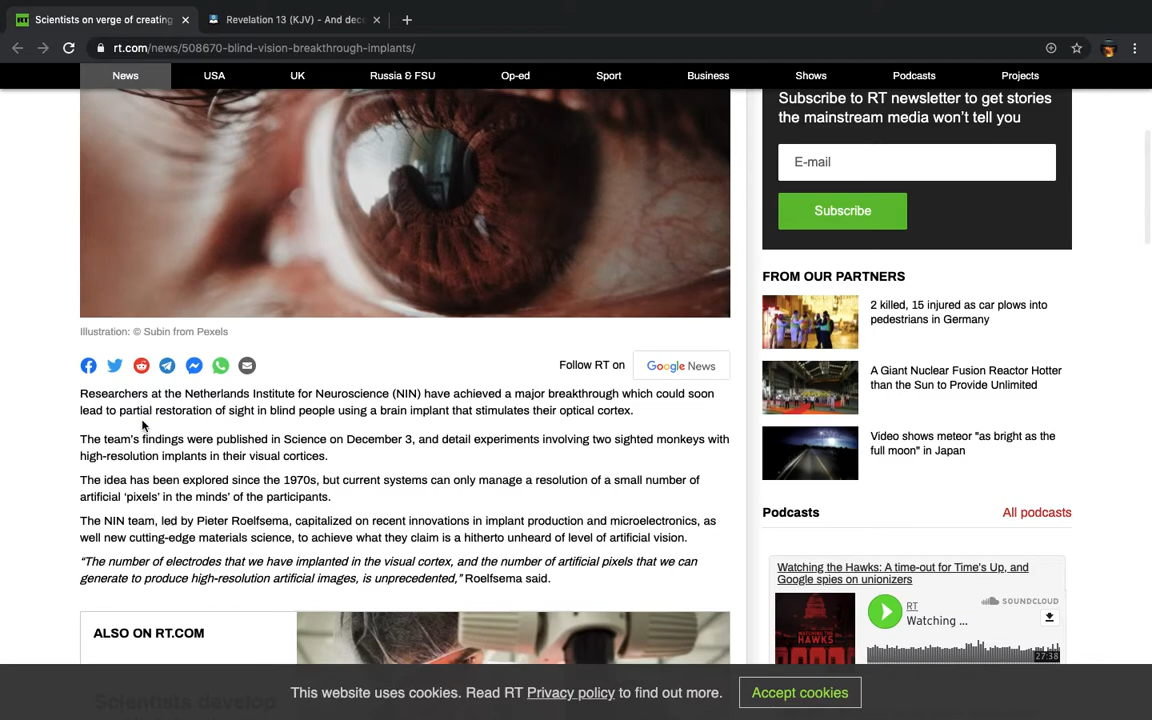 Scientists on verge of creating
Revelation 13 (KJV) - And dece
rt.com/news/508670-blind-vision-breakthrough-implants/
News USA UK Russia & FSU Op-ed Sport Business Shows Podcasts Projects
Subscribe to RT newsletter to get stories
the mainstream media won't tell you
E-mail
Subscribe
FROM OUR PARTNERS
2 killed, 15 injured as car plows into
pedestrians in Germany
A Giant Nuclear Fusion Reactor Hotter
than the Sun to Provide Unlimited
Video shows meteor "as bright as the
full moon" in Japan
Illustration: © Subin from Pexels
Follow RT on Google News
Researchers at the Netherlands Institute for Neuroscience (NIN) have achieved a major breakthrough which could soon
lead to partial restoration of sight in blind people using a brain implant that stimulates their optical cortex.
The team's findings were published in Science on December 3, and detail experiments involving two sighted monkeys with
high-resolution implants in their visual cortices.
The idea has been explored since the 1970s, but current systems can only manage a resolution of a small number of
artificial 'pixels' in the minds' of the participants.
The NIN team, led by Pieter Roelfsema, capitalized on recent innovations in implant production and microelectronics, as
well new cutting-edge materials science, to achieve what they claim is a hitherto unheard of level of artificial vision.
“The number of electrodes that we have implanted in the visual cortex, and the number of artificial pixels that we can
generate to produce high-resolution artificial images, is unprecedented,” Roelfsema said.
Podcasts All podcasts
Watching the Hawks: A time-out for Time's Up, and
Google spies on unionizers
SOUNDCLOUD
RT
Watching ...
27:38
ALSO ON RT.COM
Scientists develop
This website uses cookies. Read RT Privacy policy to find out more. Accept cookies